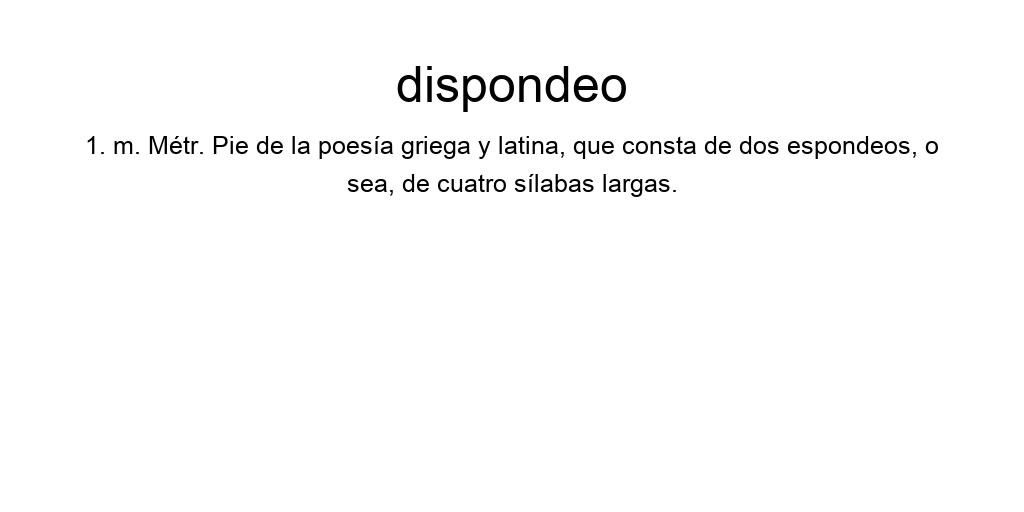 dispondeo
1. m. Métr. Pie de la poesía griega y latina, que consta de dos espondeos, o
sea, de cuatro sílabas largas.